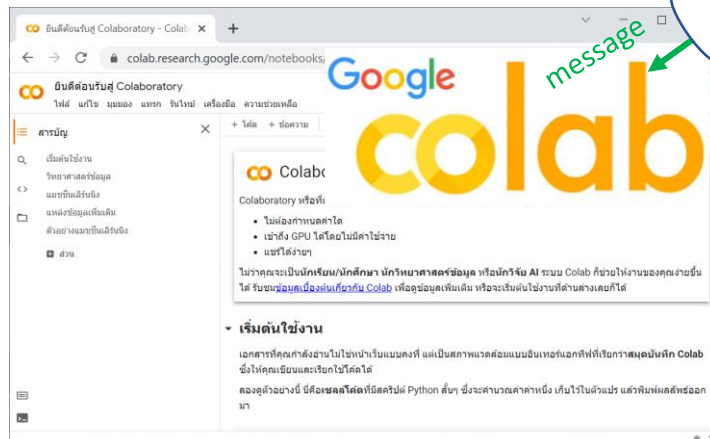 ยินดีต้อนรับสู่ Colaboratory - Colab
colab.research.google.com/notebooks
Google
colab
message
ยินดีต้อนรับสู่ Colaboratory
ไฟล์ แก้ไข มุมมอง แทรก รันไทม์ เครื่องมือ ความช่วยเหลือ
สารบัญ
+ โค้ด + ข้อความ
เริ่มต้นใช้งาน
วิทยาศาสตร์ข้อมูล
แมชชีนเลิร์นนิง
แหล่งข้อมูลเพิ่มเติม
ตัวอย่างแมชชีนเลิร์นนิง
ส่วน
Colabo
Colaboratory หรือที่เ
• ไม่ต้องกำหนดค่าใด
• เข้าถึง GPU ได้โดยไม่มีค่าใช้จ่าย
• แชร์ได้ง่ายๆ
ไม่ว่าคุณจะเป็นนักเรียน/นักศึกษา นักวิทยาศาสตร์ข้อมูล หรือนักวิจัย AI ระบบ Colab ก็ช่วยให้งานของคุณง่ายขึ้น
ได้ รับชมข้อมูลเบื้องต้นเกี่ยวกับ Colab เพื่อดูข้อมูลเพิ่มเติม หรือจะเริ่มต้นใช้งานที่ด้านล่างเลยก็ได้
เริ่มต้นใช้งาน
เอกสารที่คุณกำลังอ่านไม่ใช่หน้าเว็บแบบคงที่ แต่เป็นสภาพแวดล้อมแบบอินเทอร์แอกทีฟที่เรียกว่าสมุดบันทึก Colab
ซึ่งให้คุณเขียนและเรียกใช้โค้ดได้
ลองดูตัวอย่างนี้ นี่คือเซลล์โค้ดที่มีสคริปต์ Python สั้นๆ ซึ่งจะคำนวณค่าค่าหนึ่ง เก็บไว้ในตัวแปร แล้วพิมพ์ผลลัพธ์ออก
มา